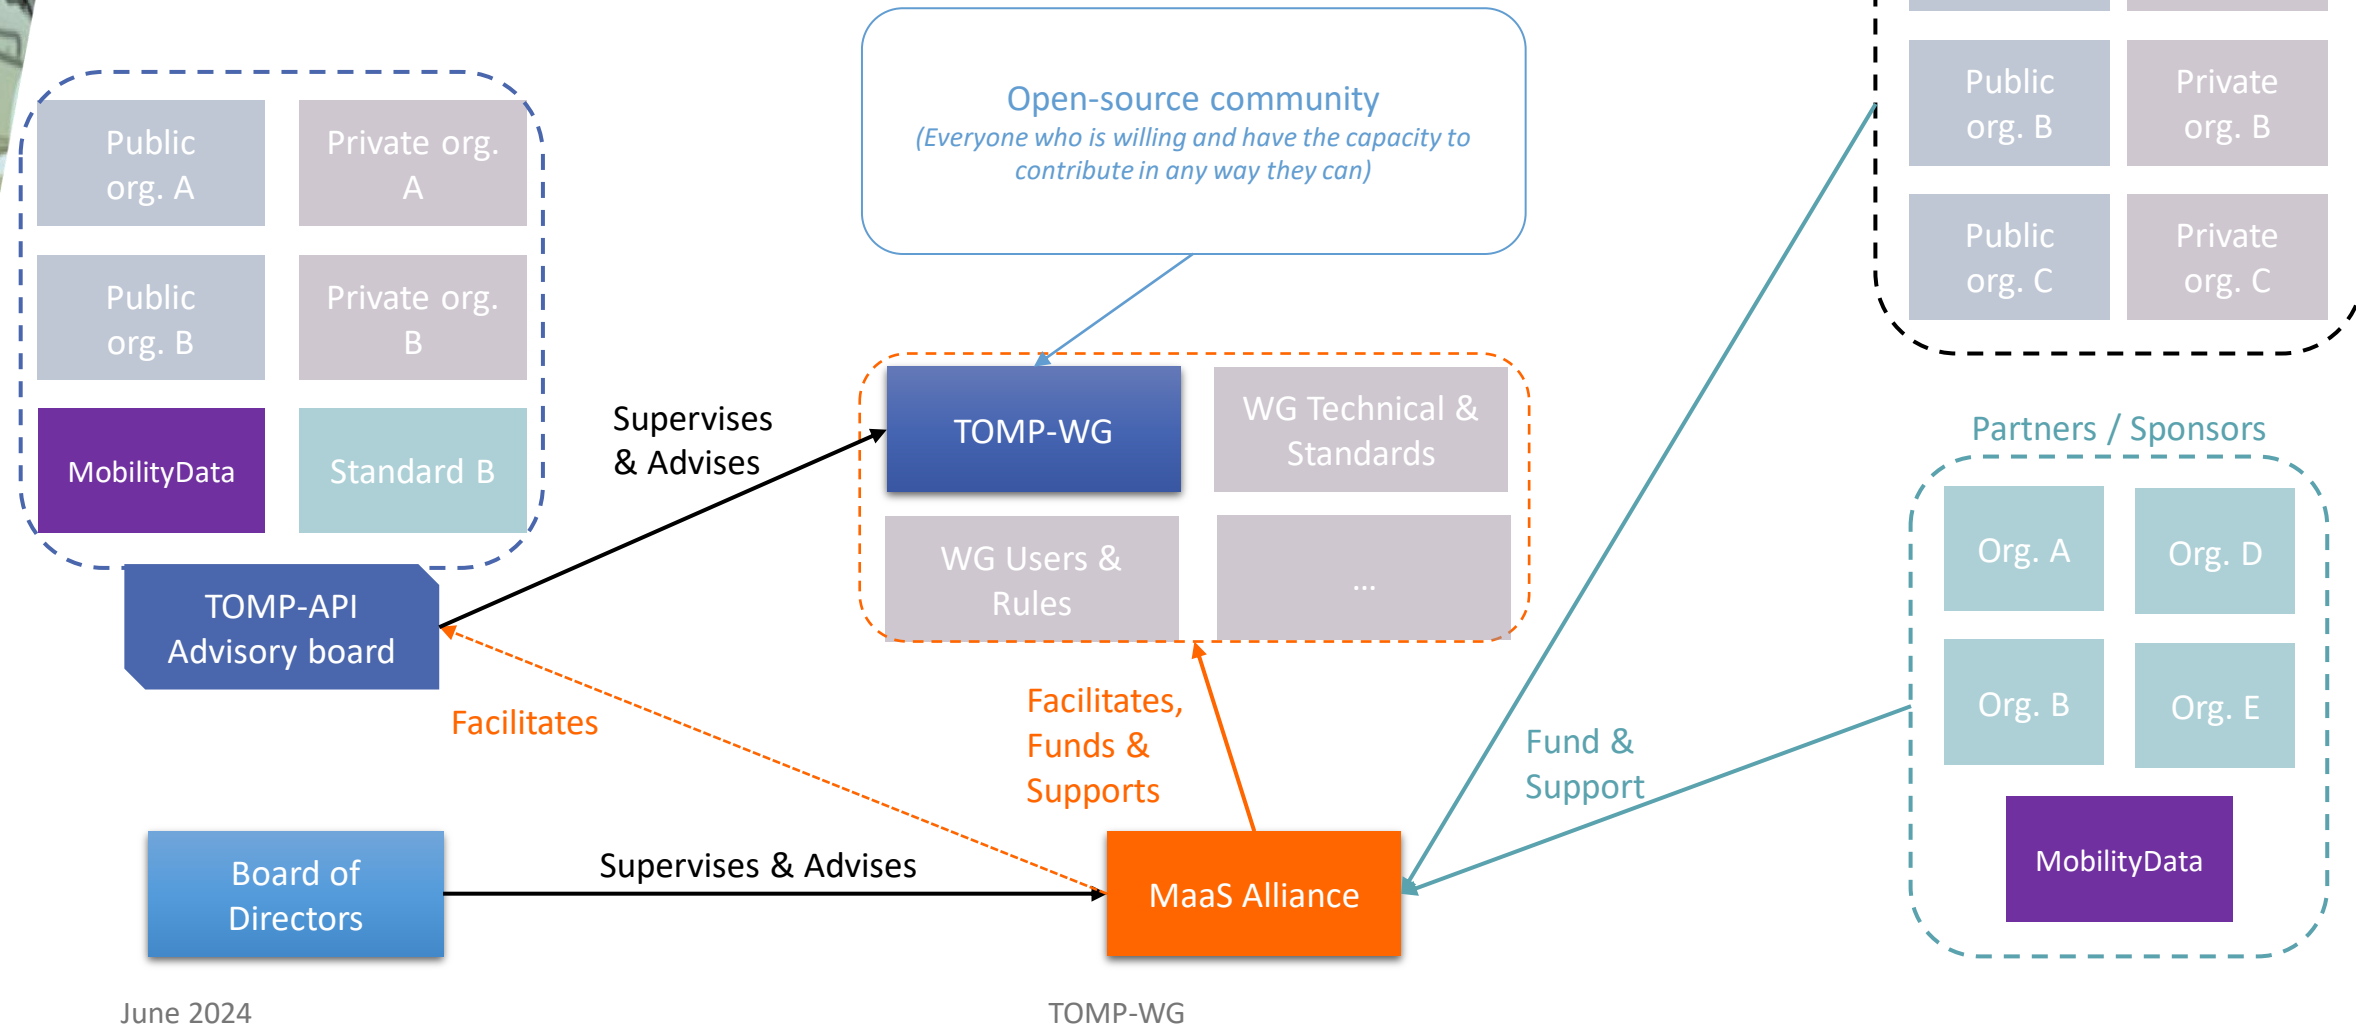 Open-source community
(Everyone who is willing and have the capacity to
contribute in any way they can)
Public
org. A
Private org.
A
Public
org. B
Private org.
B
MobilityData
Standard B
TOMP-API
Advisory board
Supervises
& Advises
TOMP-WG
WG Technical &
Standards
WG Users &
Rules
...
Public
org. B
Private
org. B
Public
org. C
Private
org. C
Partners / Sponsors
Org. A
Org. D
Org. B
Org. E
MobilityData
Facilitates
Facilitates,
Funds &
Supports
Fund &
Support
Board of
Directors
Supervises & Advises
MaaS Alliance
June 2024
TOMP-WG